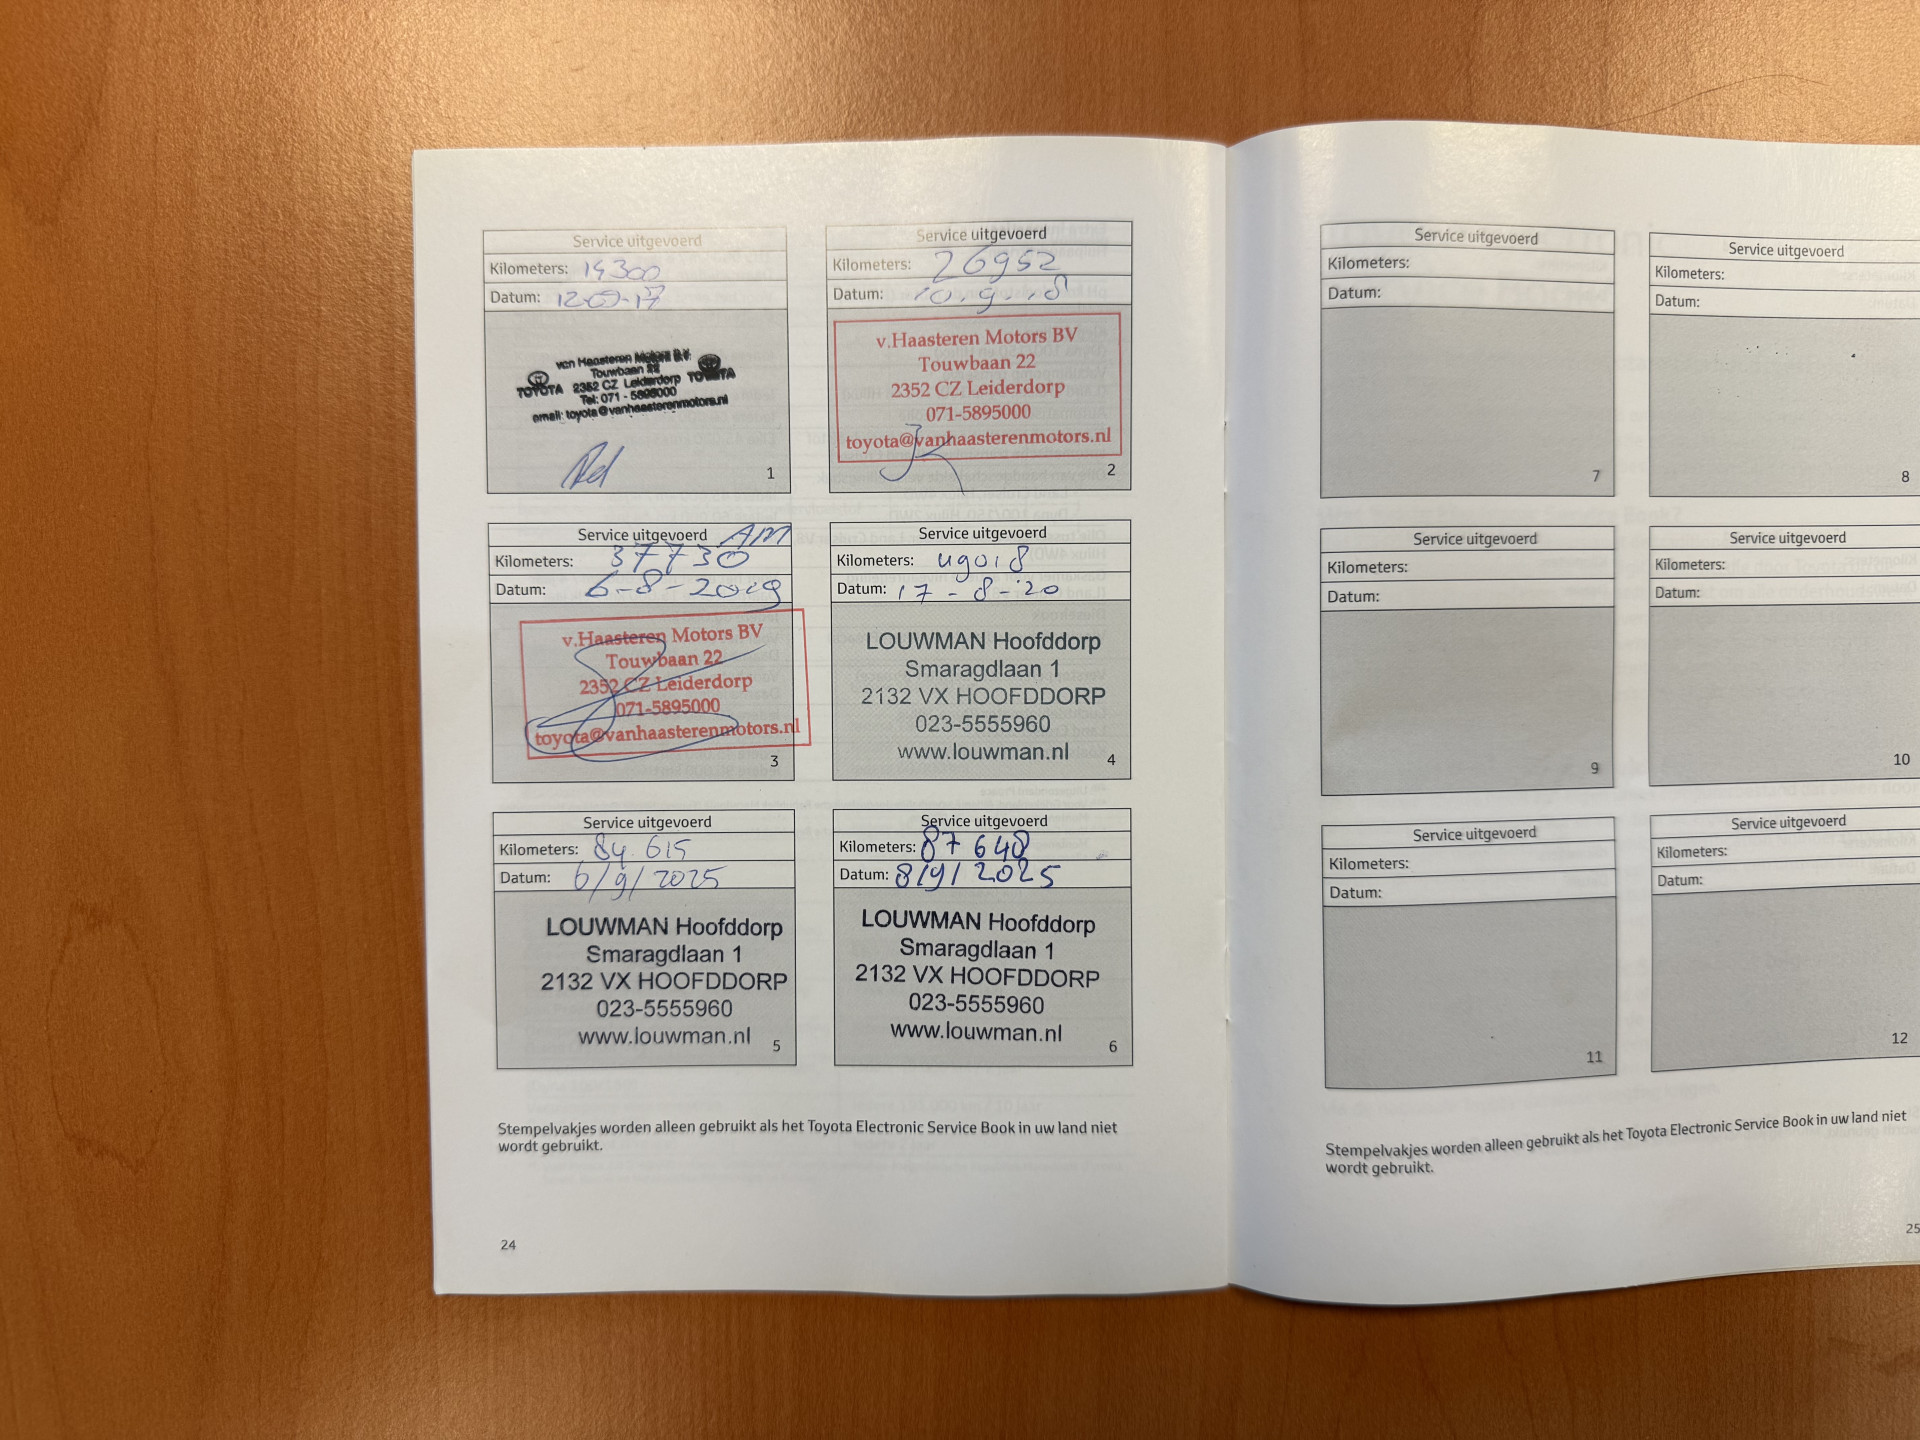 Service uitgevoerd
Kilometers: 14300
Datum: 12-09-17
van Haasteren Motors B.V.
Touwbaan 22
TOYOTA 2352 CZ Leiderdorp TOYOTA
Tel: 071 - 5895000
email: toyota@vanhaasterenmotors.nl
1
Service uitgevoerd
Kilometers: 26952
Datum: 10.9.18
v.Haasteren Motors BV
Touwbaan 22
2352 CZ Leiderdorp
071-5895000
toyota@vanhaasterenmotors.nl
2
Service uitgevoerd AM
Kilometers: 37730
Datum: 6-8-2019
v.Haasteren Motors BV
Touwbaan 22
2352 CZ Leiderdorp
071-5895000
toyota@vanhaasterenmotors.nl
3
Service uitgevoerd
Kilometers: 49018
Datum: 17-8-20
LOUWMAN Hoofddorp
Smaragdlaan 1
2132 VX HOOFDDORP
023-5555960
www.louwman.nl
4
Service uitgevoerd
Kilometers: 84.615
Datum: 6/9/2025
LOUWMAN Hoofddorp
Smaragdlaan 1
2132 VX HOOFDDORP
023-5555960
www.louwman.nl
5
Service uitgevoerd
Kilometers: 87 648
Datum: 8/9/2025
LOUWMAN Hoofddorp
Smaragdlaan 1
2132 VX HOOFDDORP
023-5555960
www.louwman.nl
6
Stempelvakjes worden alleen gebruikt als het Toyota Electronic Service Book in uw land niet
wordt gebruikt.
24
Service uitgevoerd
Kilometers:
Datum:
7
Service uitgevoerd
Kilometers:
Datum:
8
Service uitgevoerd
Kilometers:
Datum:
9
Service uitgevoerd
Kilometers:
Datum:
10
Service uitgevoerd
Kilometers:
Datum:
11
Service uitgevoerd
Kilometers:
Datum:
12
Stempelvakjes worden alleen gebruikt als het Toyota Electronic Service Book in uw land niet
wordt gebruikt.
25